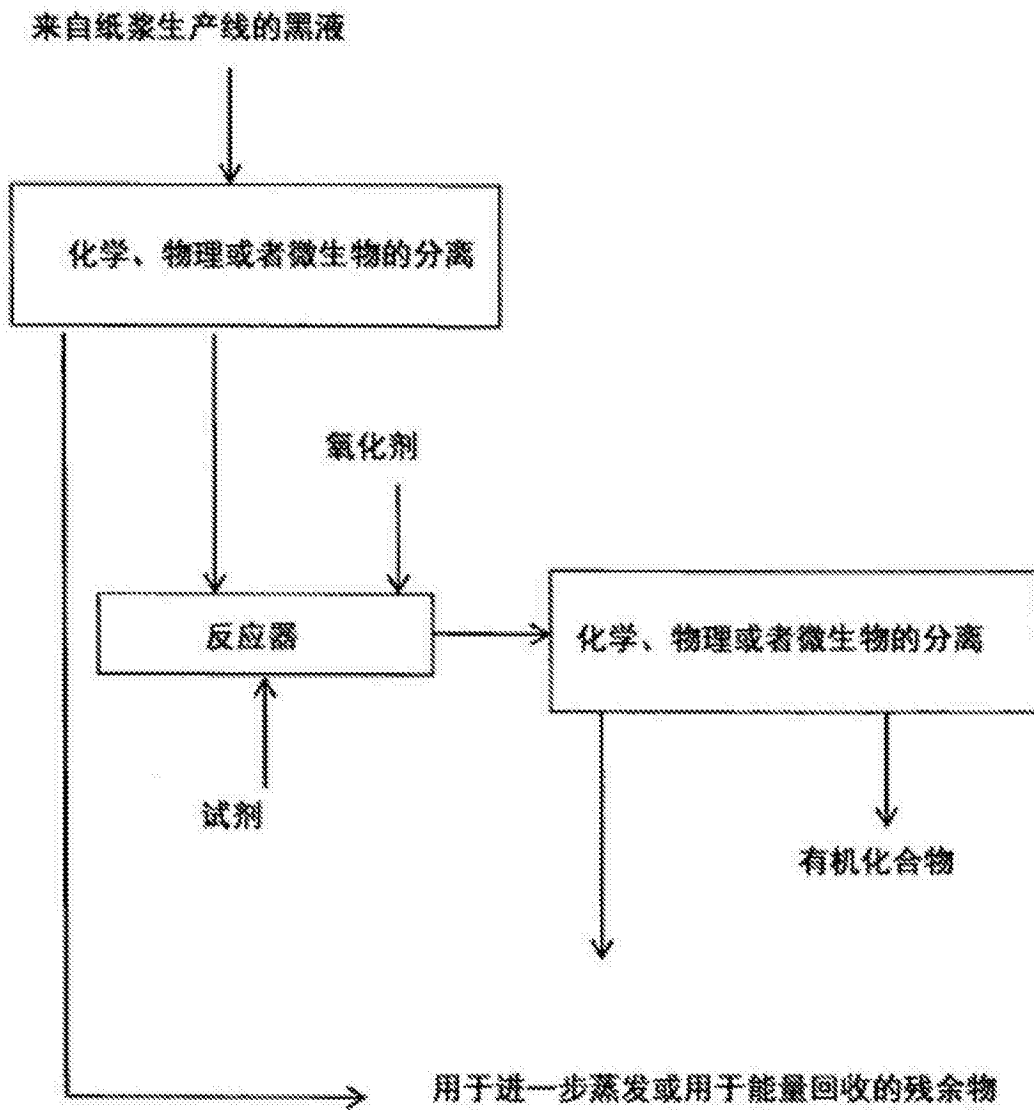 来自纸浆生产线的黑液
化学、物理或者微生物的分离
氧化剂
反应器
化学、物理或者微生物的分离
试剂
有机化合物
用于进一步蒸发或用于能量回收的残余物